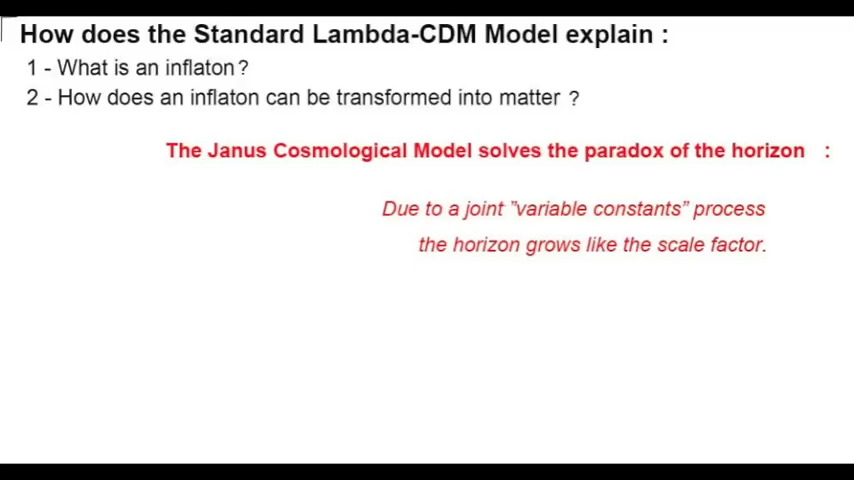 How does the Standard Lambda-CDM Model explain :
1 - What is an inflaton?
2 - How does an inflaton can be transformed into matter ?
The Janus Cosmological Model solves the paradox of the horizon :
Due to a joint "variable constants" process
the horizon grows like the scale factor.